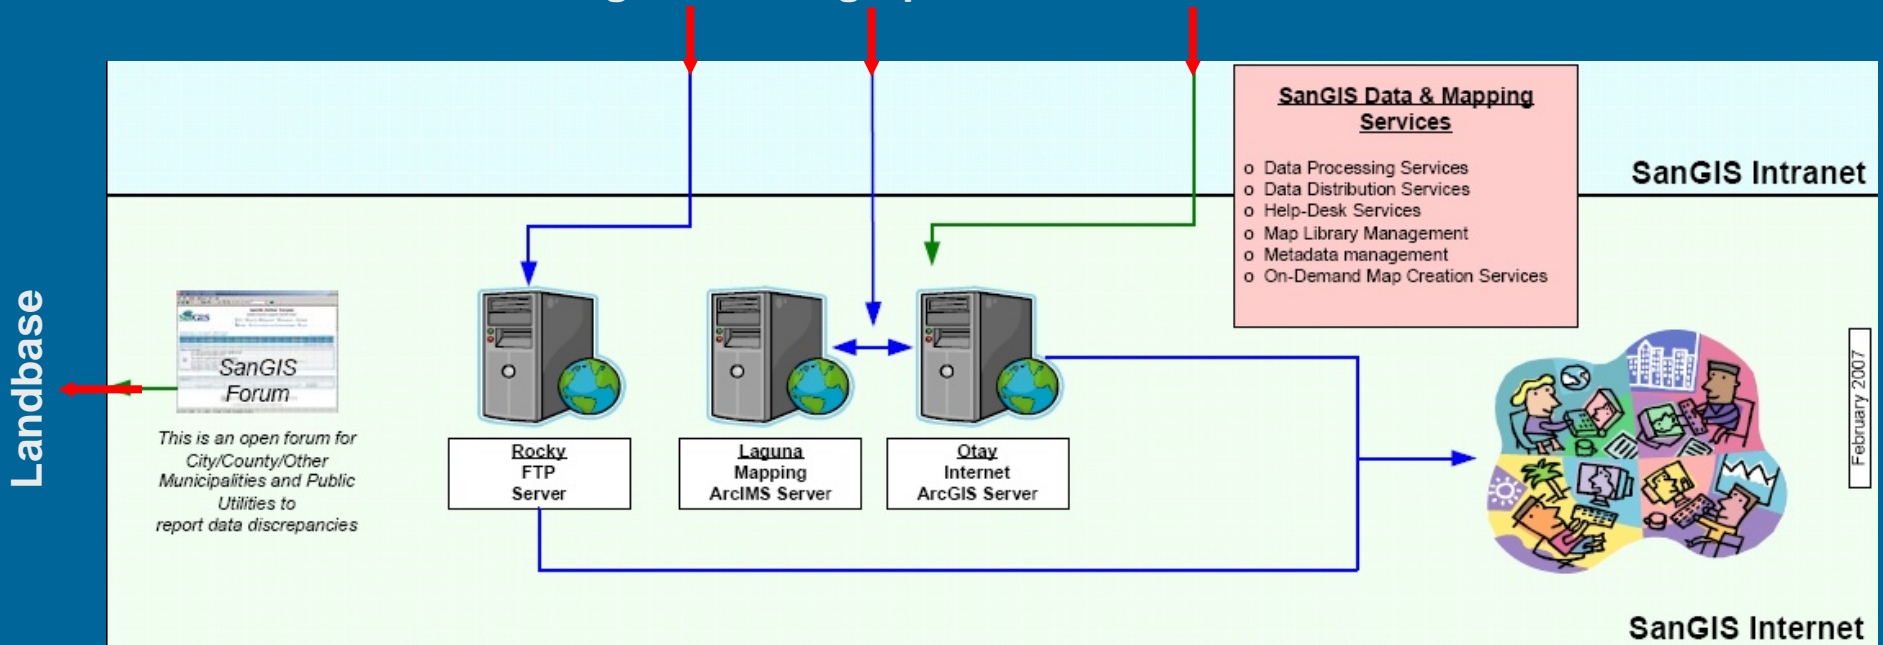 SanGIS Data & Mapping
Services
o Data Processing Services
o Data Distribution Services
o Help-Desk Services
o Map Library Management
o Metadata management
o On-Demand Map Creation Services
SanGIS Intranet
Landbase
SanGIS
SanGIS
Forum
This is an open forum for
City/County/Other
Municipalities and Public
Utilities to
report data discrepancies
Rocky
FTP
Server
Laguna
Mapping
ArcIMS Server
Otay
Internet
ArcGIS Server
February 2007
SanGIS Internet